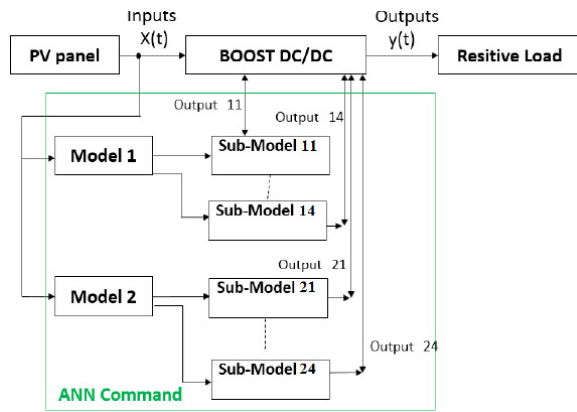 Inputs
X(t)
Outputs
y(t)
PV panel
BOOST DC/DC
Resitive Load
Output 11
Output 14
Model 1
Sub-Model 11
Sub-Model 14
Output 21
Model 2
Sub-Model 21
Output 24
Sub-Model 24
ANN Command